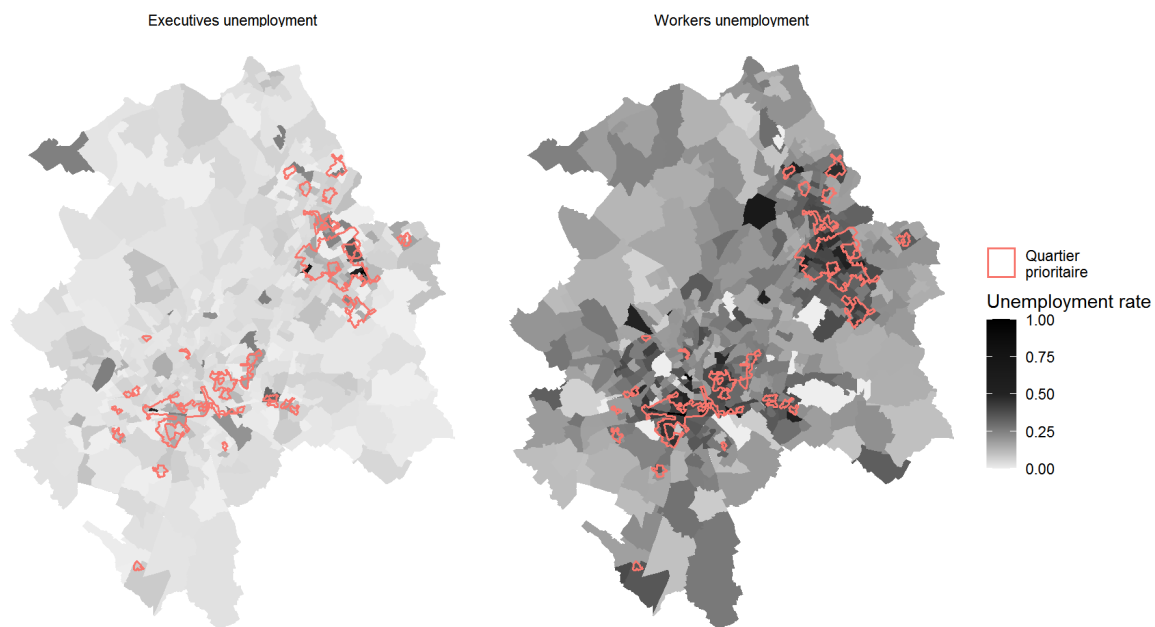 Executives unemployment
Workers unemployment
Quartier
prioritaire
Unemployment rate
1.00
0.75
0.50
0.25
0.00